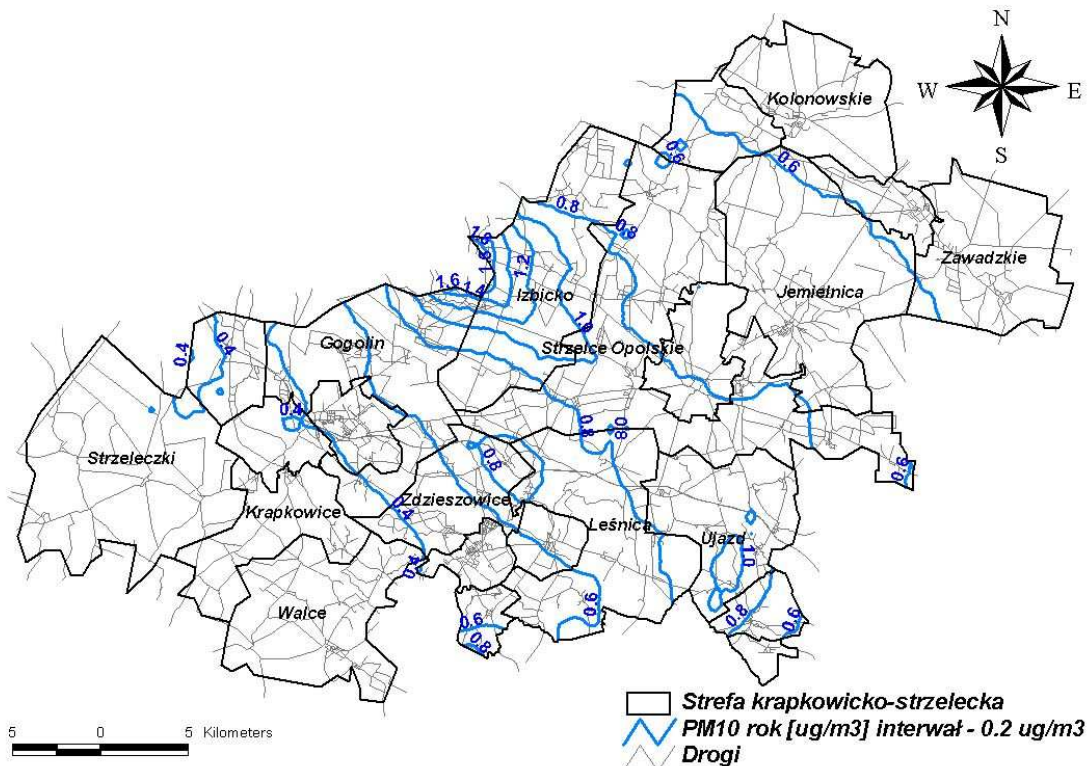 N
Kolonowskie
W E
0.6
S
0.6
0.8
0.8
Zawadzkie
1.8
1.6
1.2
1.6
1.4
Izbicko
Jemielnica
0.4
0.4
Gogolin
1.0
Strzelce Opolskie
0.4
0.8
0.8
Strzeleczki
0.8
0.6
Krapkowice
Zdzieszowice
0.4
Leśnica
Ujazd
1.0
0.4
Walce
0.6
0.6
0.8
0.6
0.8
5 0 5 Kilometers
Strefa krapkowicko-strzelecka
PM10 rok [ug/m3] interwał - 0.2 ug/m3
Drogi